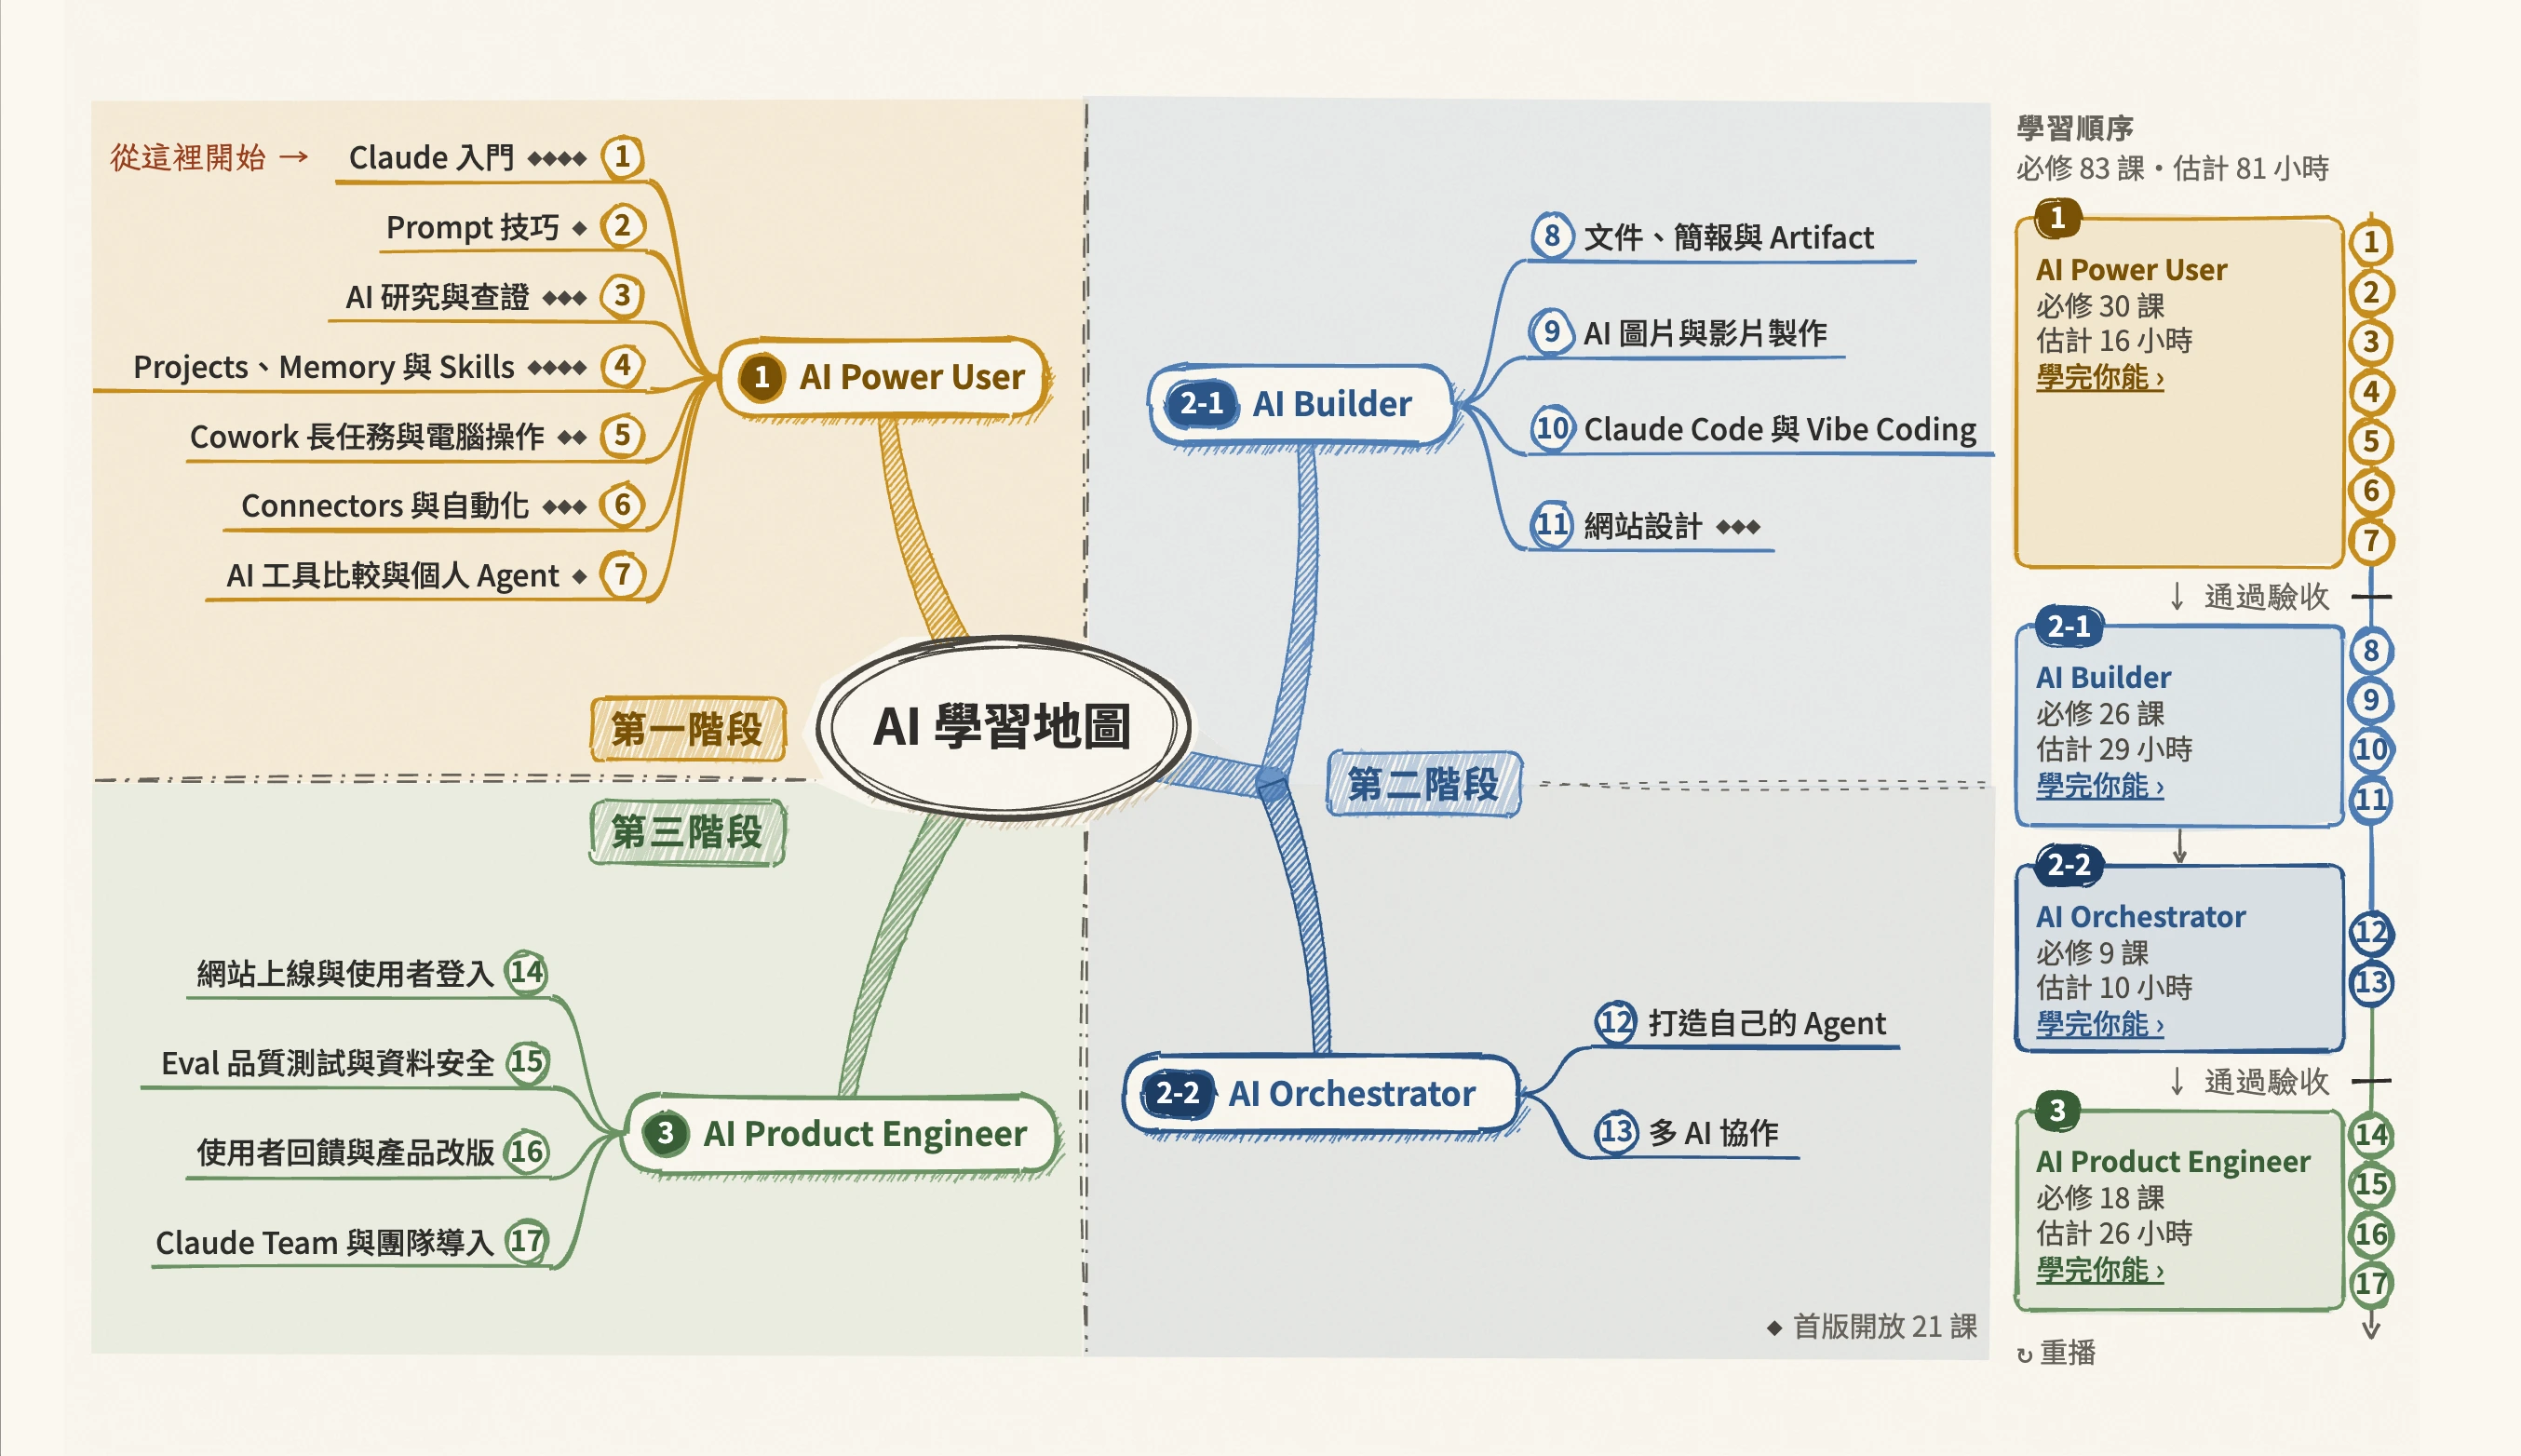 從這裡開始 →
Claude 入門 ◆◆◆◆ 1
Prompt 技巧 ◆ 2
AI 研究與查證 ◆◆◆ 3
Projects、Memory 與 Skills ◆◆◆◆ 4
Cowork 長任務與電腦操作 ◆◆ 5
Connectors 與自動化 ◆◆◆ 6
AI 工具比較與個人 Agent ◆ 7
1 AI Power User
第一階段
AI 學習地圖
2-1 AI Builder
8 文件、簡報與 Artifact
9 AI 圖片與影片製作
10 Claude Code 與 Vibe Coding
11 網站設計 ◆◆◆
第二階段
2-2 AI Orchestrator
12 打造自己的 Agent
13 多 AI 協作
第三階段
3 AI Product Engineer
網站上線與使用者登入 14
Eval 品質測試與資料安全 15
使用者回饋與產品改版 16
Claude Team 與團隊導入 17
◆ 首版開放 21 課
學習順序
必修 83 課・估計 81 小時
1
AI Power User
必修 30 課
估計 16 小時
學完你能 ›
1
2
3
4
5
6
7
↓ 通過驗收
2-1
AI Builder
必修 26 課
估計 29 小時
學完你能 ›
8
9
10
11
2-2
AI Orchestrator
必修 9 課
估計 10 小時
學完你能 ›
12
13
↓ 通過驗收
3
AI Product Engineer
必修 18 課
估計 26 小時
學完你能 ›
14
15
16
17
↻ 重播